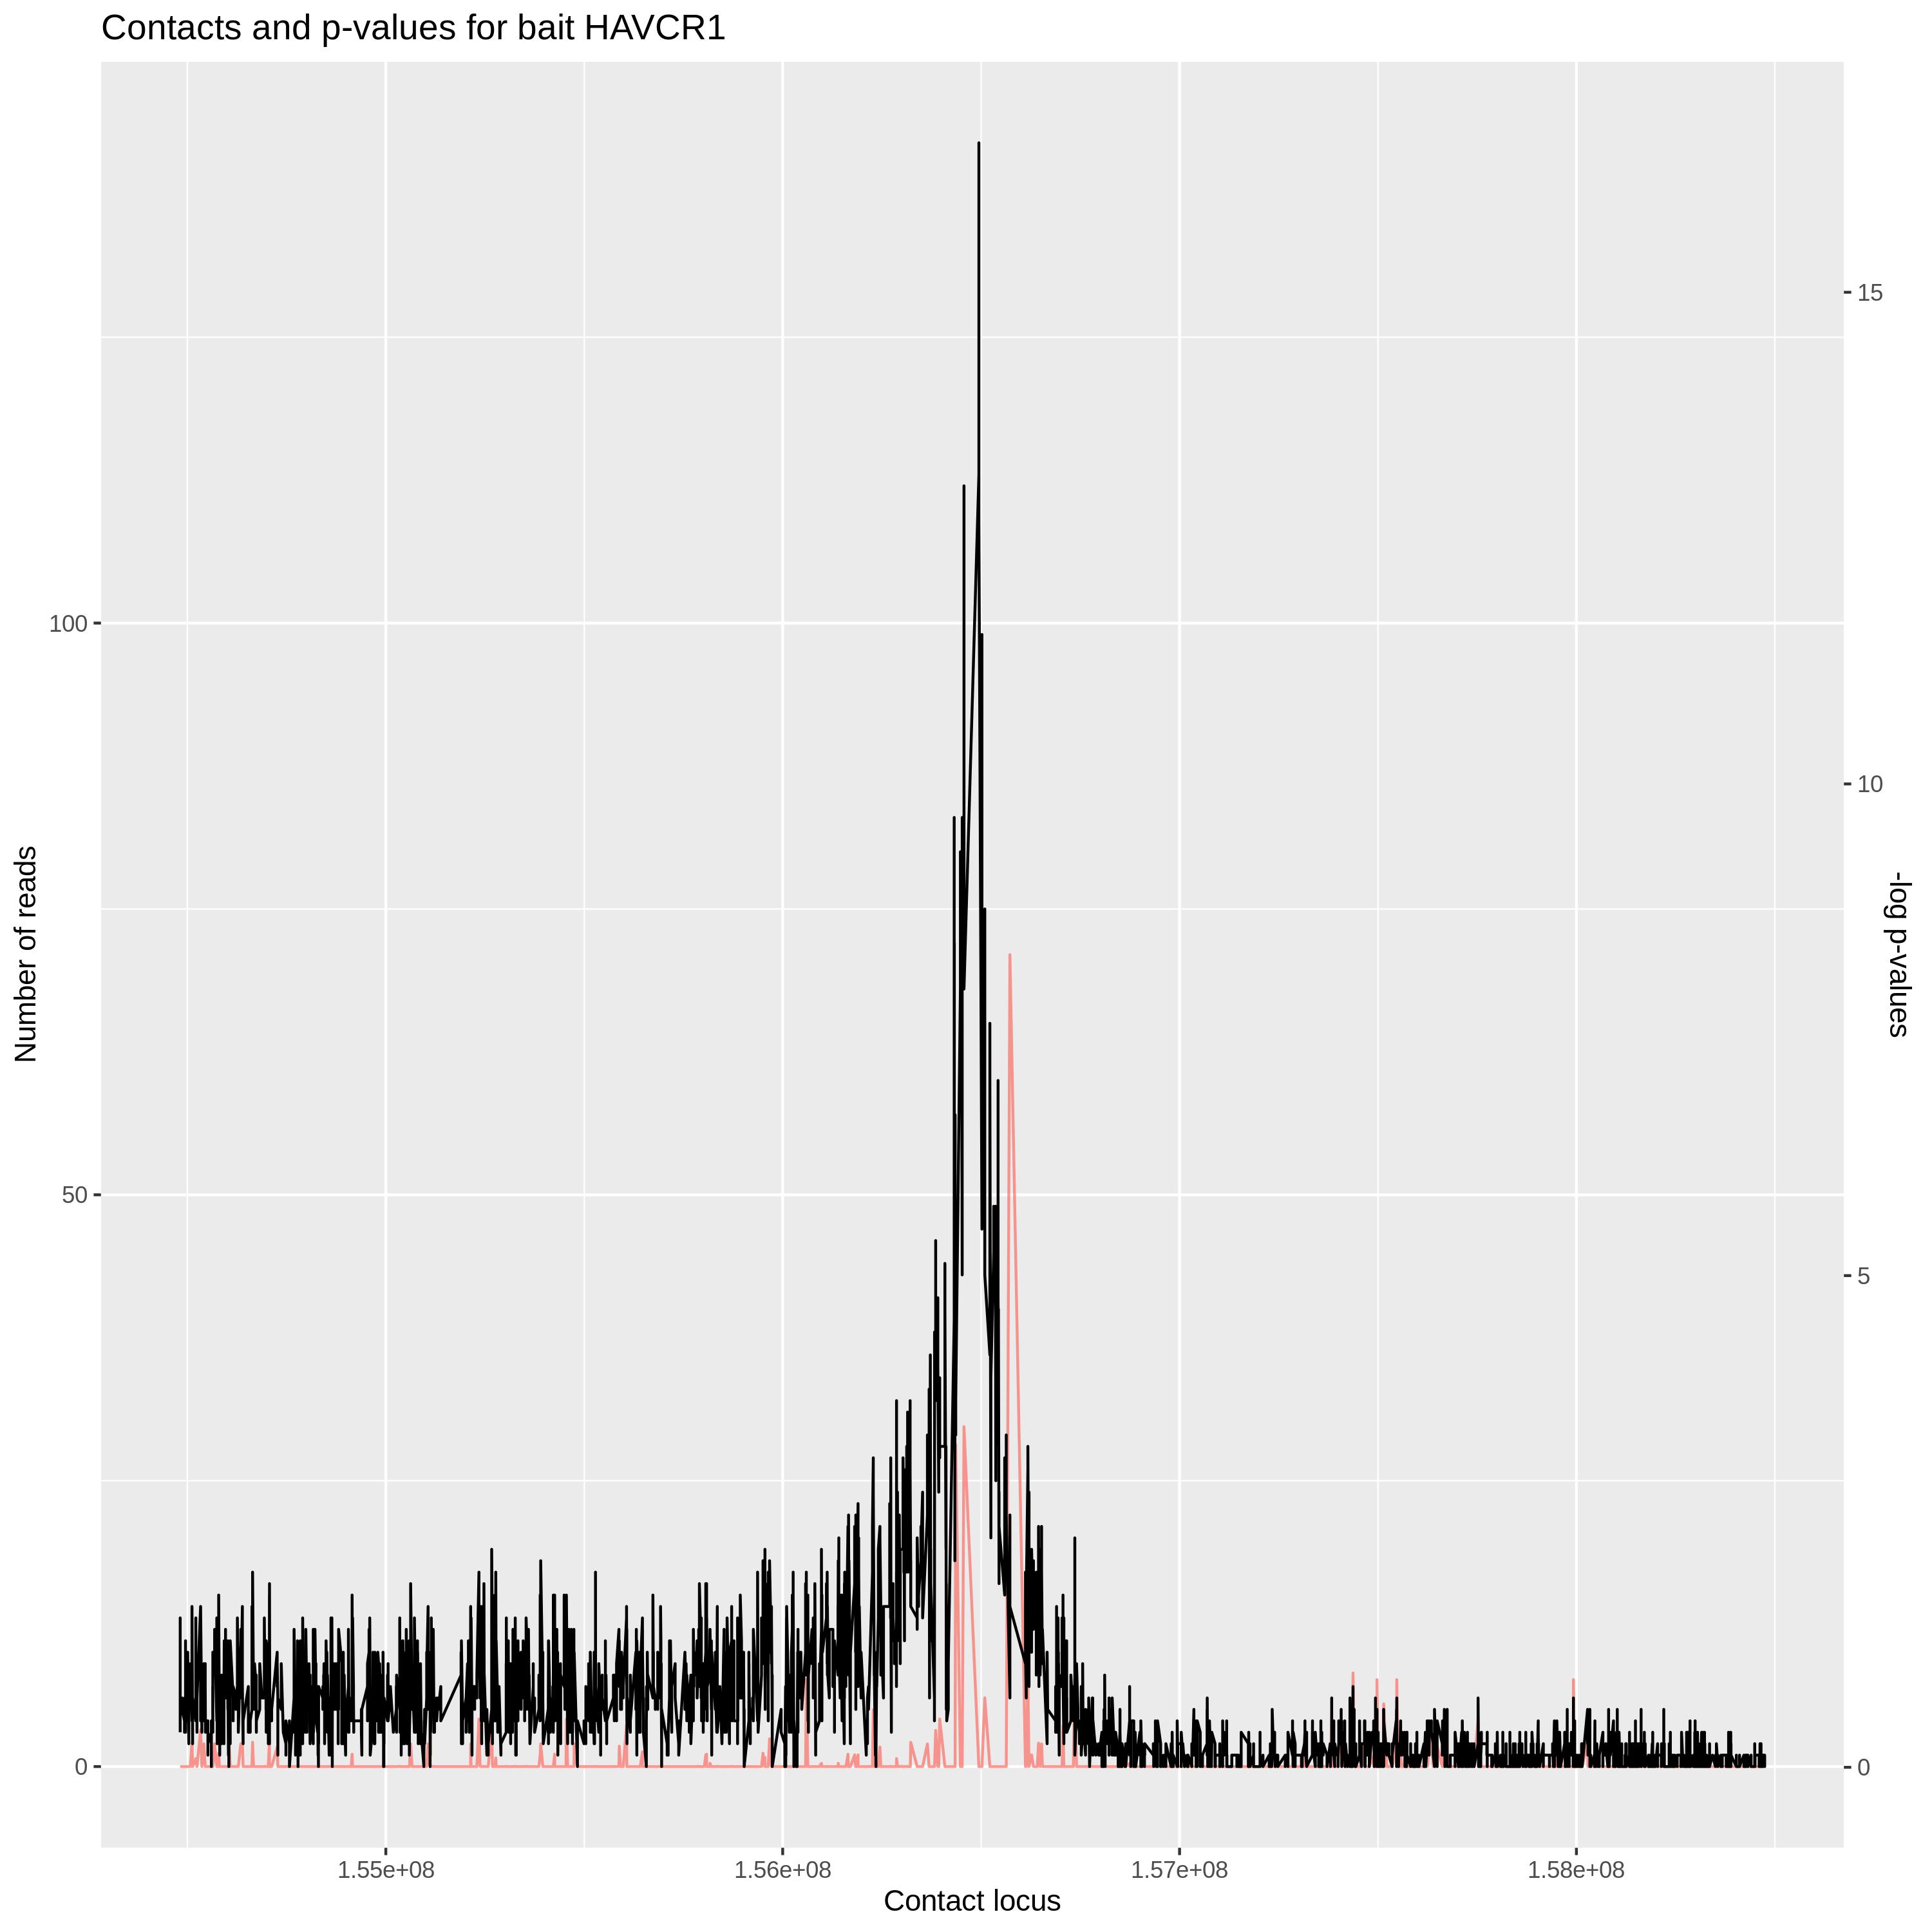 Contacts and p-values for bait HAVCR1
100
50
0
Number of reads
15
10
5
0
-log p-values
1.55e+08
1.56e+08
1.57e+08
1.58e+08
Contact locus